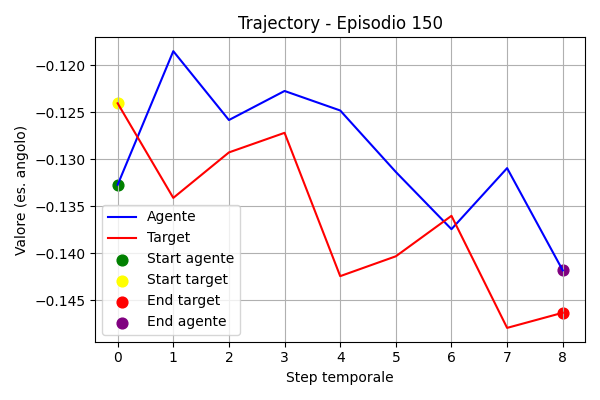 Trajectory - Episodio 150
Valore (es. angolo)
−0.120
−0.125
−0.130
−0.135
−0.140
−0.145
Agente
Target
Start agente
Start target
End target
End agente
0 1 2 3 4 5 6 7 8
Step temporale